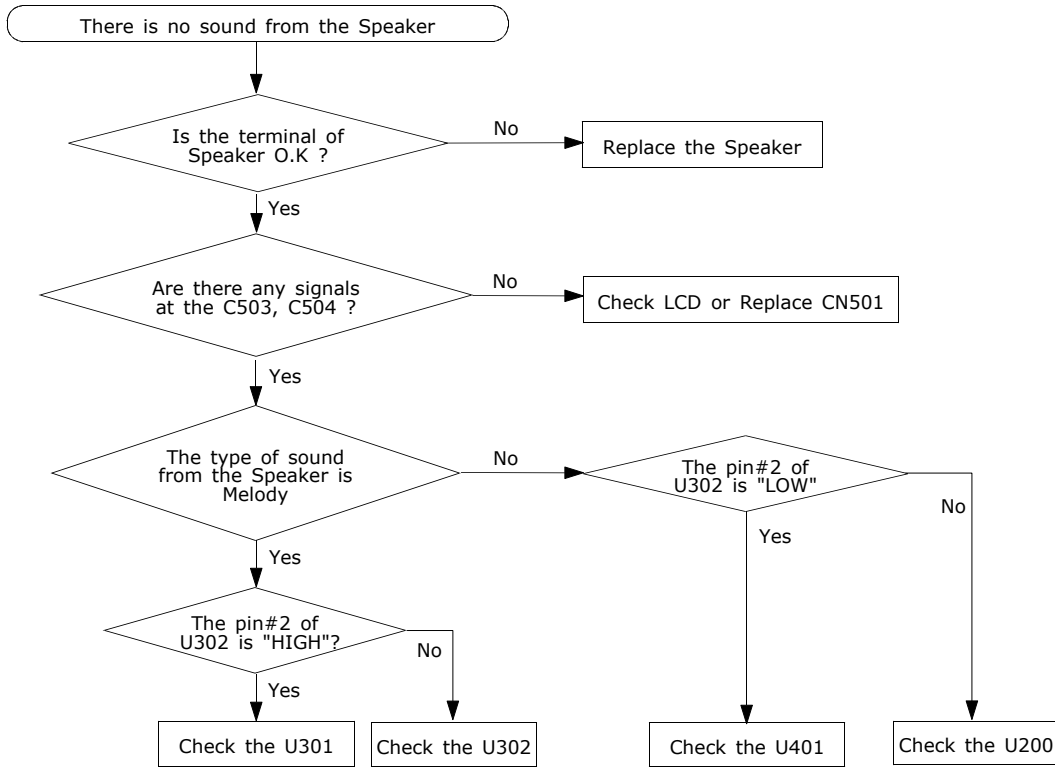 There is no sound from the Speaker
Is the terminal of
Speaker O.K ?
No
Replace the Speaker
Yes
Are there any signals
at the C503, C504 ?
No
Check LCD or Replace CN501
Yes
The type of sound
from the Speaker is
Melody
No
The pin#2 of
U302 is "LOW"
No
Yes
Yes
The pin#2 of
U302 is "HIGH"?
No
Yes
Check the U301
Check the U302
Check the U401
Check the U200